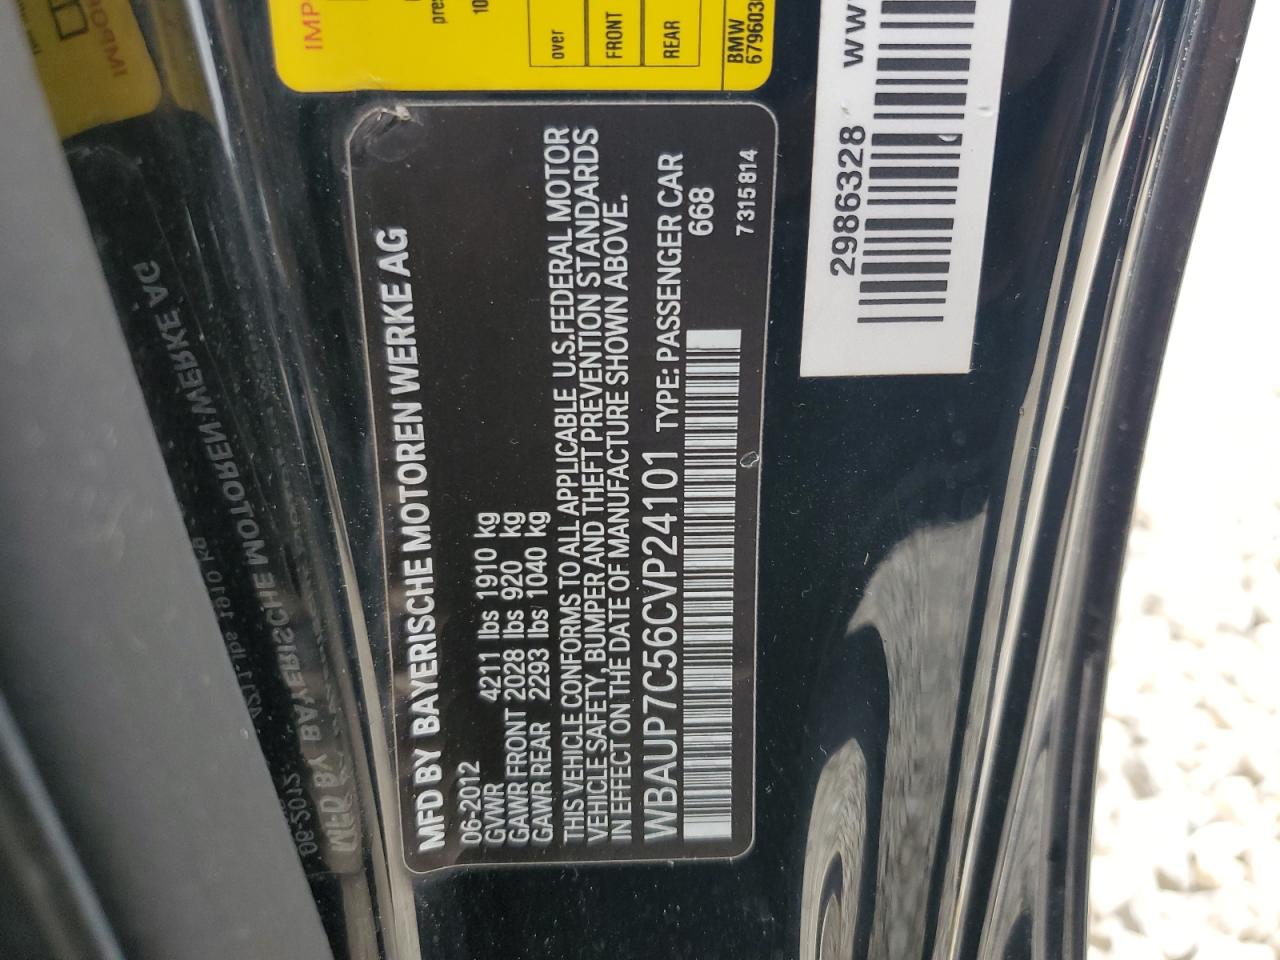 MFD BY BAYERISCHE MOTOREN WERKE AG
06-2012
GVWR 4211 lbs 1910 kg
GAWR FRONT 2028 lbs 920 kg
GAWR REAR 2293 lbs 1040 kg
THIS VEHICLE CONFORMS TO ALL APPLICABLE U.S.FEDERAL MOTOR
VEHICLE SAFETY, BUMPER AND THEFT PREVENTION STANDARDS
IN EFFECT ON THE DATE OF MANUFACTURE SHOWN ABOVE.
WBAUP7C56CVP24101 TYPE: PASSENGER CAR
668
7 315 814
over
FRONT
REAR
BMW
2986328